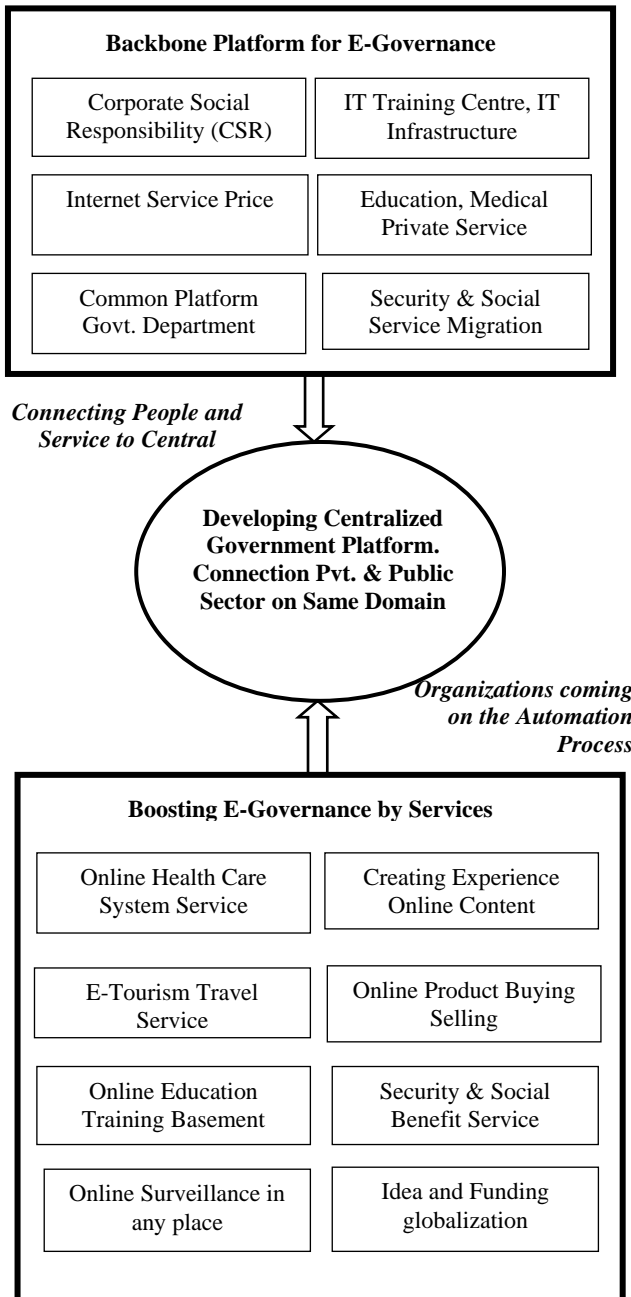 Backbone Platform for E-Governance
Corporate Social
Responsibility (CSR)
IT Training Centre, IT
Infrastructure
Internet Service Price
Education, Medical
Private Service
Common Platform
Govt. Department
Security & Social
Service Migration
Connecting People and
Service to Central
Developing Centralized
Government Platform.
Connection Pvt. & Public
Sector on Same Domain
Organizations coming
on the Automation
Process
Boosting E-Governance by Services
Online Health Care
System Service
Creating Experience
Online Content
E-Tourism Travel
Service
Online Product Buying
Selling
Online Education
Training Basement
Security & Social
Benefit Service
Online Surveillance in
any place
Idea and Funding
globalization